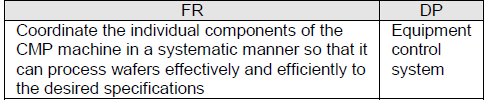 FR DP
Coordinate the individual components of the Equipment
CMP machine in a systematic manner so that it control
can process wafers effectively and efficiently to system
the desired specifications